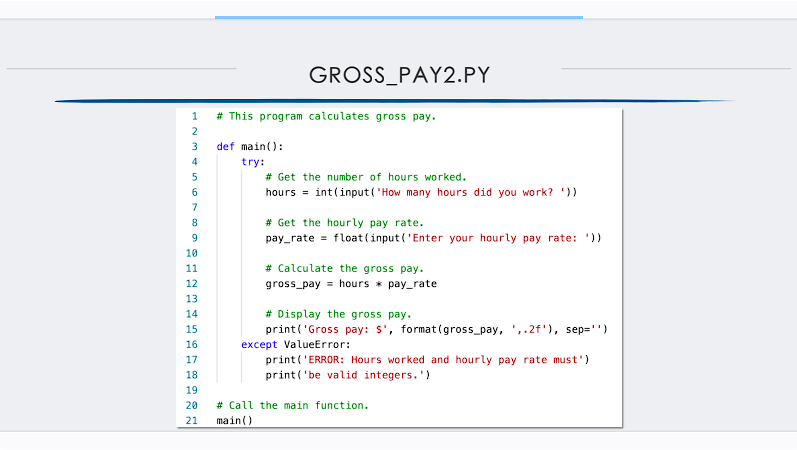 GROSS_PAY2.PY
1 # This program calculates gross pay.
2
3 def main():
4     try:
5         # Get the number of hours worked.
6         hours = int(input('How many hours did you work? '))
7
8         # Get the hourly pay rate.
9         pay_rate = float(input('Enter your hourly pay rate: '))
10
11         # Calculate the gross pay.
12         gross_pay = hours * pay_rate
13
14         # Display the gross pay.
15         print('Gross pay: $', format(gross_pay, ',.2f'), sep='')
16     except ValueError:
17         print('ERROR: Hours worked and hourly pay rate must')
18         print('be valid integers.')
19
20 # Call the main function.
21 main()